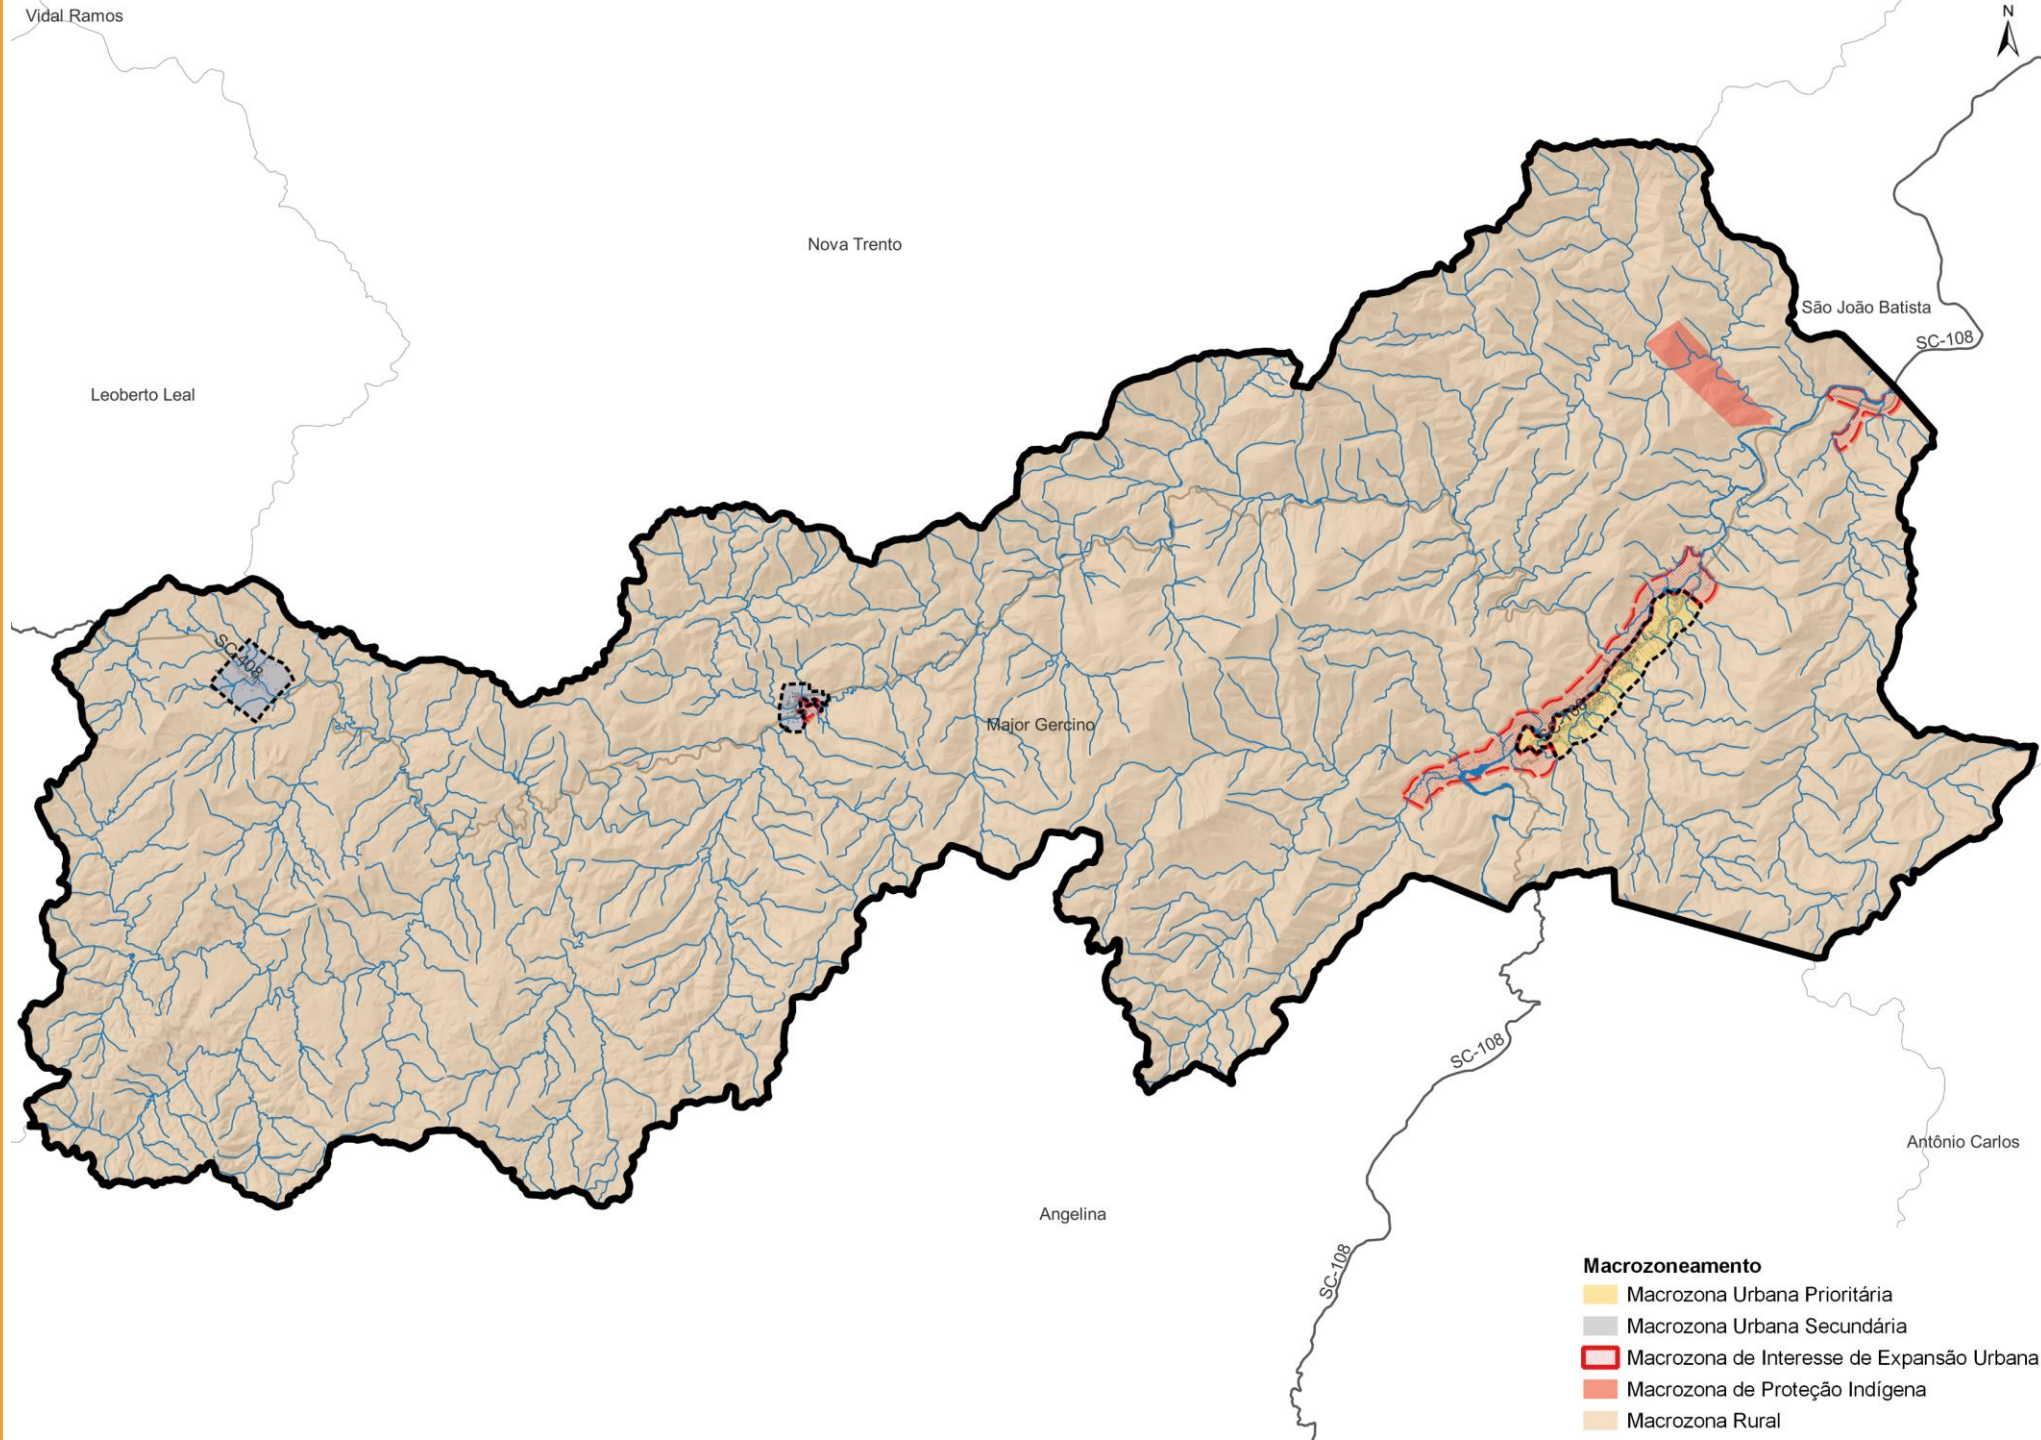 Vidal Ramos
N
Nova Trento
São João Batista
SC-108
Leoberto Leal
SC-408
Major Gercino
SC-108
Antônio Carlos
Angelina
SC-108
Macrozoneamento
Macrozona Urbana Prioritária
Macrozona Urbana Secundária
Macrozona de Interesse de Expansão Urbana
Macrozona de Proteção Indígena
Macrozona Rural